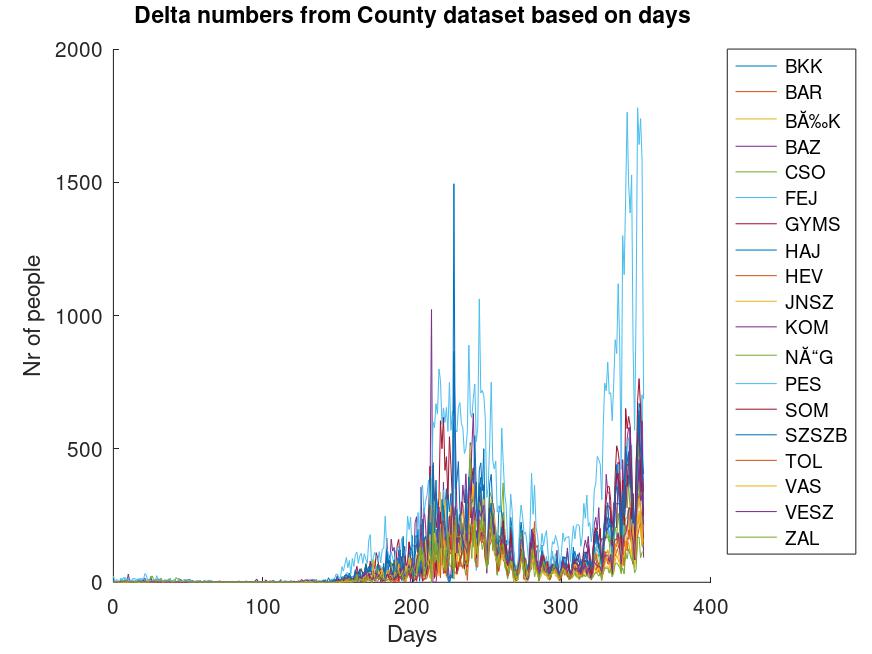 Delta numbers from County dataset based on days
2000
1500
1000
500
0
Nr of people
0 100 200 300 400
Days
BKK
BAR
BĂ‰K
BAZ
CSO
FEJ
GYMS
HAJ
HEV
JNSZ
KOM
NĂ“G
PES
SOM
SZSZB
TOL
VAS
VESZ
ZAL